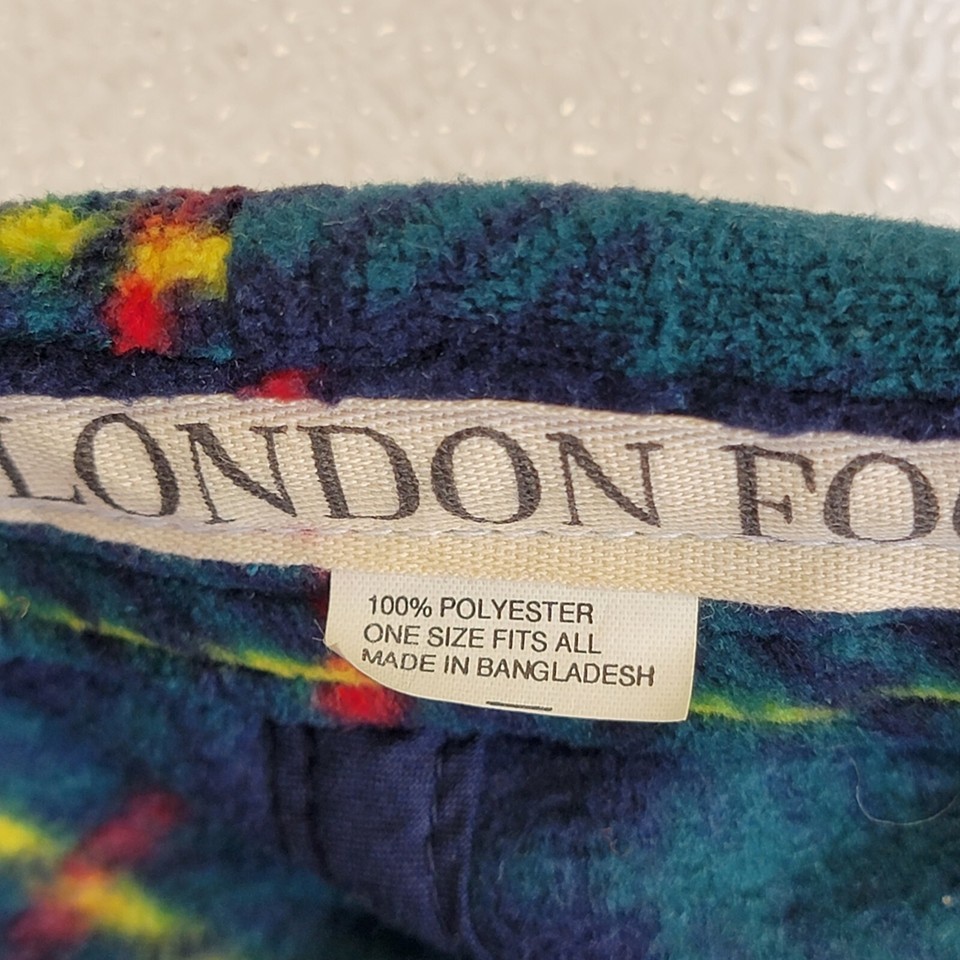 LONDON FO
100% POLYESTER
ONE SIZE FITS ALL
MADE IN BANGLADESH